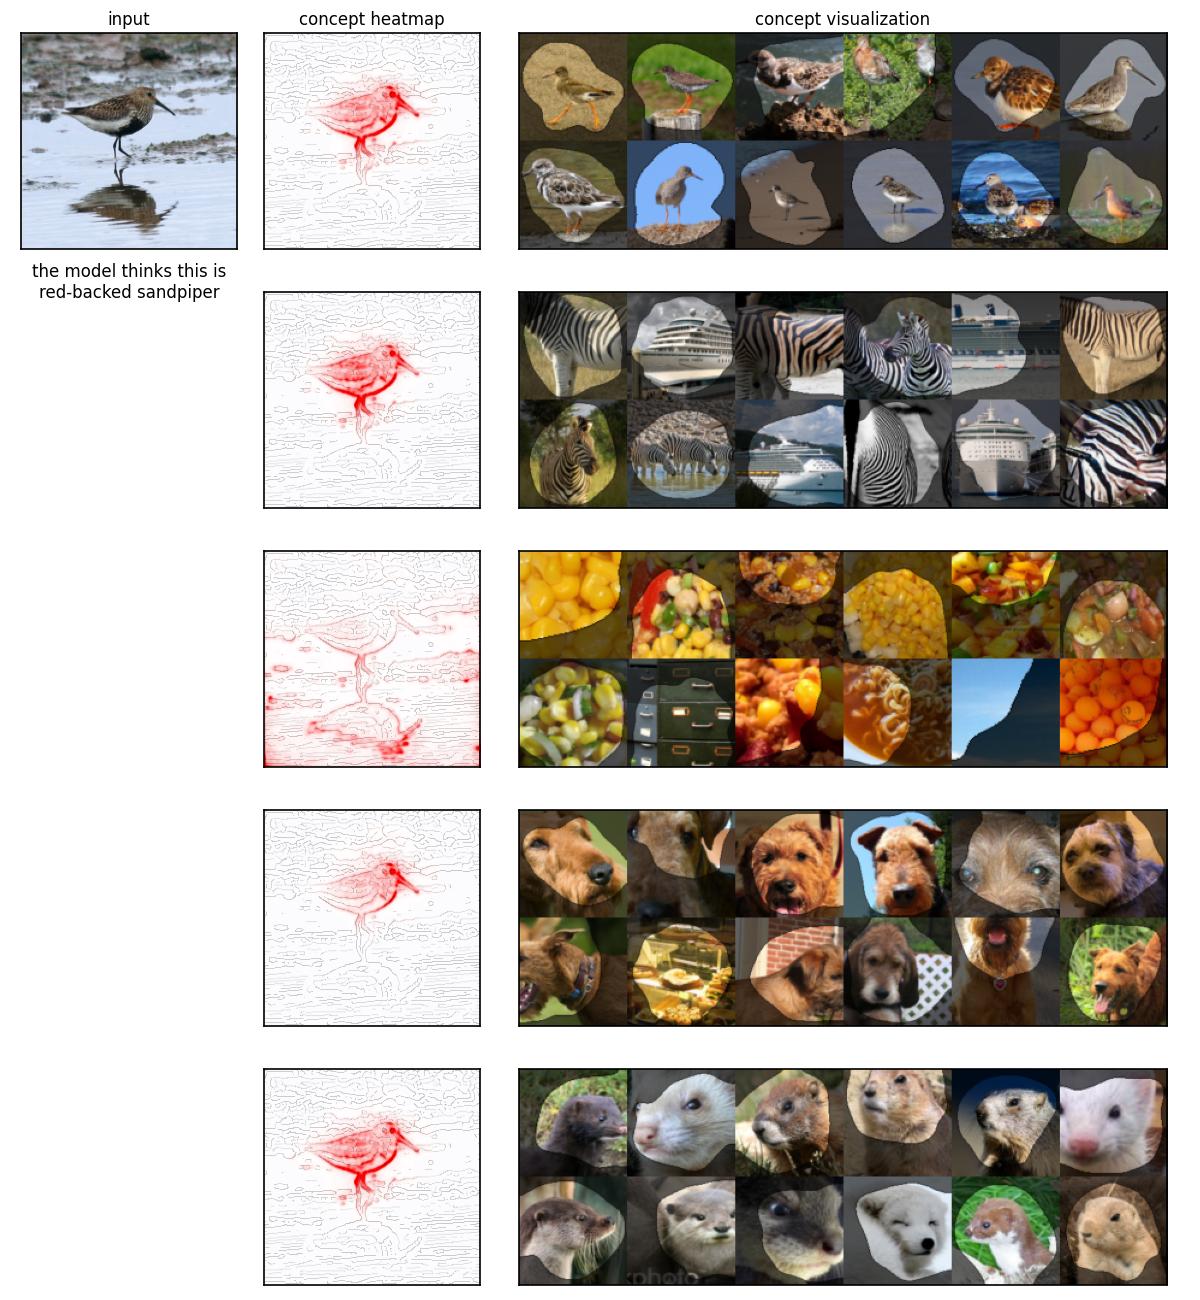 input
concept heatmap
concept visualization
the model thinks this is
red-backed sandpiper